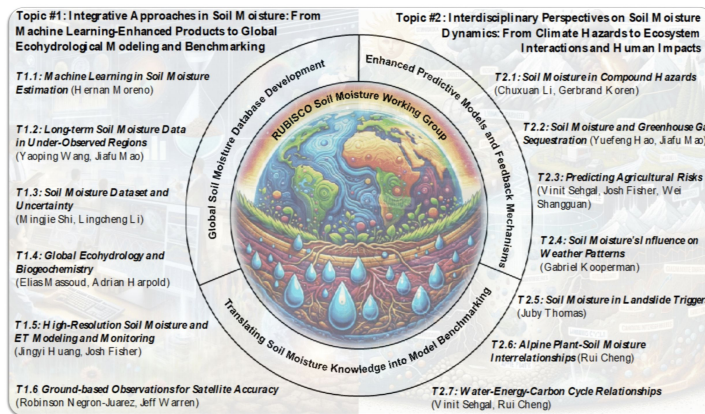 Topic #1: Integrative Approaches in Soil Moisture: From
Machine Learning-Enhanced Products to Global
Ecohydrological Modeling and Benchmarking
T1.1: Machine Learning in Soil Moisture
Estimation (Hernan Moreno)
T1.2: Long-term Soil Moisture Data
in Under-Observed Regions
(Yaoping Wang, Jiafu Mao)
T1.3: Soil Moisture Dataset and
Uncertainty
(Mingjie Shi, Lingcheng Li)
T1.4: Global Ecohydrology and
Biogeochemistry
(Elias Massoud, Adrian Harpold)
T1.5: High-Resolution Soil Moisture and
ET Modeling and Monitoring
(Jingyi Huang, Josh Fisher)
T1.6 Ground-based Observations for Satellite Accuracy
(Robinson Negron-Juarez, Jeff Warren)
Global Soil Moisture Database Development
Enhanced Predictive Models and Feedback Mechanisms
Translating Soil Moisture Knowledge into Model Benchmarking
RUBISCO Soil Moisture Working Group
Topic #2: Interdisciplinary Perspectives on Soil Moisture
Dynamics: From Climate Hazards to Ecosystem
Interactions and Human Impacts
T2.1: Soil Moisture in Compound Hazards
(Chuxuan Li, Gerbrand Koren)
T2.2: Soil Moisture and Greenhouse Ga
Sequestration (Yuefeng Hao, Jiafu Mao)
T2.3: Predicting Agricultural Risks
(Vinit Sehgal, Josh Fisher, Wei
Shangguan)
T2.4: Soil Moisture's Influence on
Weather Patterns
(Gabriel Kooperman)
T2.5: Soil Moisture in Landslide Trigger
(Juby Thomas)
T2.6: Alpine Plant-Soil Moisture
Interrelationships (Rui Cheng)
T2.7: Water-Energy-Carbon Cycle Relationships
(Vinit Sehgal, Rui Cheng)